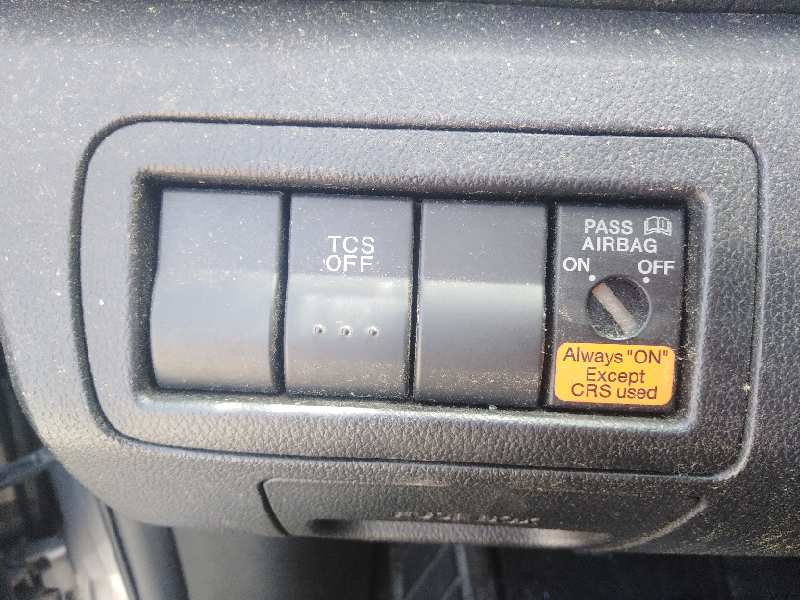 TCS
OFF
PASS
AIRBAG
ON OFF
Always "ON"
Except
CRS used